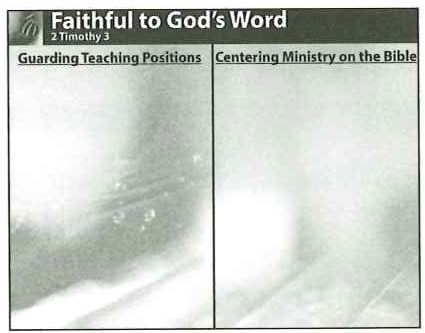 Faithful to God's Word
2 Timothy 3
Guarding Teaching Positions
Centering Ministry on the Bible